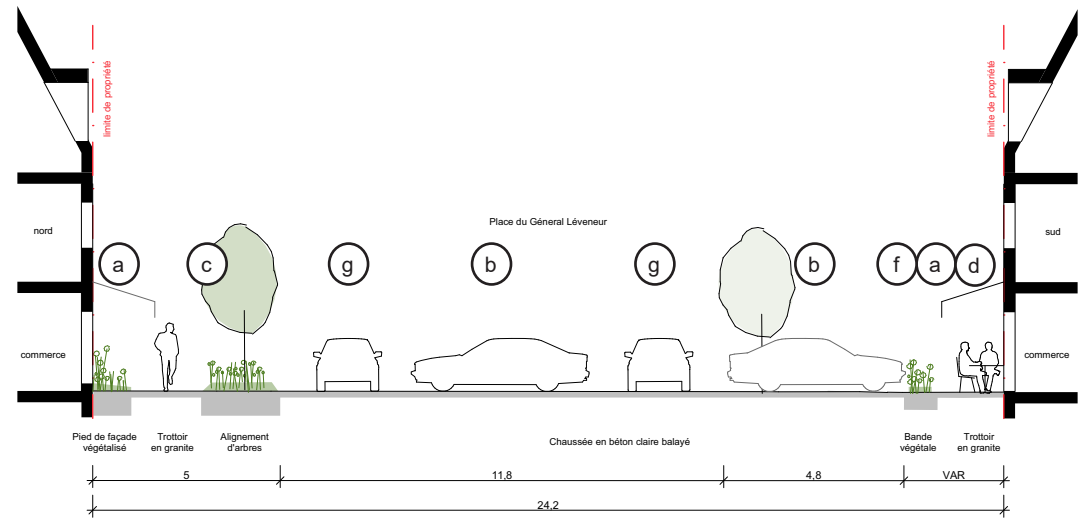 limite de propriété
limite de propriété
Place du Géneral Léveneur
nord
sud
a
c
g
b
g
b
f
a
d
commerce
commerce
Pied de façade
végétalisé
Trottoir
en granite
Alignement
d'arbres
Chaussée en béton claire balayé
Bande
végétale
Trottoir
en granite
5
11,8
4,8
VAR
24,2